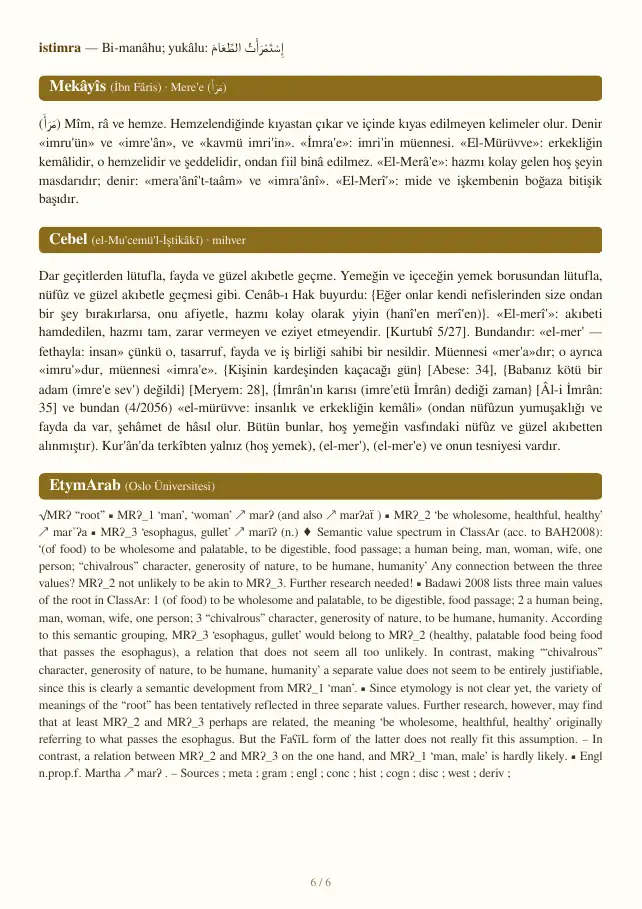 istimra — Bi-manâhu; yukâlu: إِسْتَمْرَأْتُ الطَّعَامَ
Mekâyîs (İbn Fâris) · Mere'e (مَرَأَ)
(مَرَأَ) Mîm, râ ve hemze. Hemzelendiğinde kıyastan çıkar ve içinde kıyas edilmeyen kelimeler olur. Denir
«imru'ün» ve «imre'ân», ve «kavmü imri'in». «İmra'e»: imri'in müennesi. «El-Mürüvve»: erkekliğin
kemâlidir, o hemzelidir ve şeddelidir, ondan fiil binâ edilmez. «El-Merâ'e»: hazmı kolay gelen hoş şeyin
masdarıdır; denir: «mera'ânî't-taâm» ve «imra'ânî». «El-Merî'»: mide ve işkembenin boğaza bitişik
başıdır.
Cebel (el-Mu'cemü'l-İştikâkî) · mihver
Dar geçitlerden lütufla, fayda ve güzel akıbetle geçme. Yemeğin ve içeceğin yemek borusundan lütufla,
nüfûz ve güzel akıbetle geçmesi gibi. Cenâb-ı Hak buyurdu: {Eğer onlar kendi nefislerinden size ondan
bir şey bırakırlarsa, onu afiyetle, hazmı kolay olarak yiyin (hanî'en merî'en)}. «El-merî'»: akıbeti
hamdedilen, hazmı tam, zarar vermeyen ve eziyet etmeyendir. [Kurtubî 5/27]. Bundandır: «el-mer' —
fethayla: insan» çünkü o, tasarruf, fayda ve iş birliği sahibi bir nesildir. Müennesi «mer'a»dır; o ayrıca
«imru'»dur, müennesi «imra'e». {Kişinin kardeşinden kaçacağı gün} [Abese: 34], {Babanız kötü bir
adam (imre'e sev') değildi} [Meryem: 28], {İmrân'ın karısı (imre'etü İmrân) dediği zaman} [Âl-i İmrân:
35] ve bundan (4/2056) «el-mürüvve: insanlık ve erkekliğin kemâli» (ondan nüfûzun yumuşaklığı ve
fayda da var, şehâmet de hâsıl olur. Bütün bunlar, hoş yemeğin vasfındaki nüfûz ve güzel akıbetten
alınmıştır). Kur'ân'da terkîbten yalnız (hoş yemek), (el-mer'), (el-mer'e) ve onun tesniyesi vardır.
EtymArab (Oslo Üniversitesi)
√MRʔ “root” ▪ MRʔ_1 ‘man’, ‘woman’ ↗ marʔ (and also ↗ marʔaẗ ) ▪ MRʔ_2 ‘be wholesome, healthful, healthy’
↗ marˇʔa ▪ MRʔ_3 ‘esophagus, gullet’ ↗ marīʔ (n.) ♦ Semantic value spectrum in ClassAr (acc. to BAH2008):
‘(of food) to be wholesome and palatable, to be digestible, food passage; a human being, man, woman, wife, one
person; “chivalrous” character, generosity of nature, to be humane, humanity’ Any connection between the three
values? MRʔ_2 not unlikely to be akin to MRʔ_3. Further research needed! ▪ Badawi 2008 lists three main values
of the root in ClassAr: 1 (of food) to be wholesome and palatable, to be digestible, food passage; 2 a human being,
man, woman, wife, one person; 3 “chivalrous” character, generosity of nature, to be humane, humanity. According
to this semantic grouping, MRʔ_3 ‘esophagus, gullet’ would belong to MRʔ_2 (healthy, palatable food being food
that passes the esophagus), a relation that does not seem all too unlikely. In contrast, making ‘“chivalrous”
character, generosity of nature, to be humane, humanity’ a separate value does not seem to be entirely justifiable,
since this is clearly a semantic development from MRʔ_1 ‘man’. ▪ Since etymology is not clear yet, the variety of
meanings of the “root” has been tentatively reflected in three separate values. Further research, however, may find
that at least MRʔ_2 and MRʔ_3 perhaps are related, the meaning ‘be wholesome, healthful, healthy’ originally
referring to what passes the esophagus. But the FaʕīL form of the latter does not really fit this assumption. – In
contrast, a relation between MRʔ_2 and MRʔ_3 on the one hand, and MRʔ_1 ‘man, male’ is hardly likely. ▪ Engl
n.prop.f. Martha ↗ marʔ . – Sources ; meta ; gram ; engl ; conc ; hist ; cogn ; disc ; west ; deriv ;
6 / 6